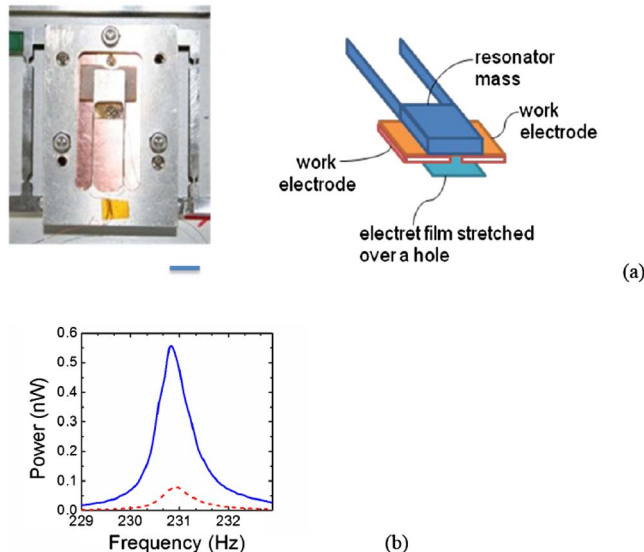 resonator
mass
work
electrode
work
electrode
electret film stretched
over a hole
(a)
0.6
0.5
0.4
0.3
0.2
0.1
0.0
Power (nW)
229 230 231 232
Frequency (Hz)
(b)